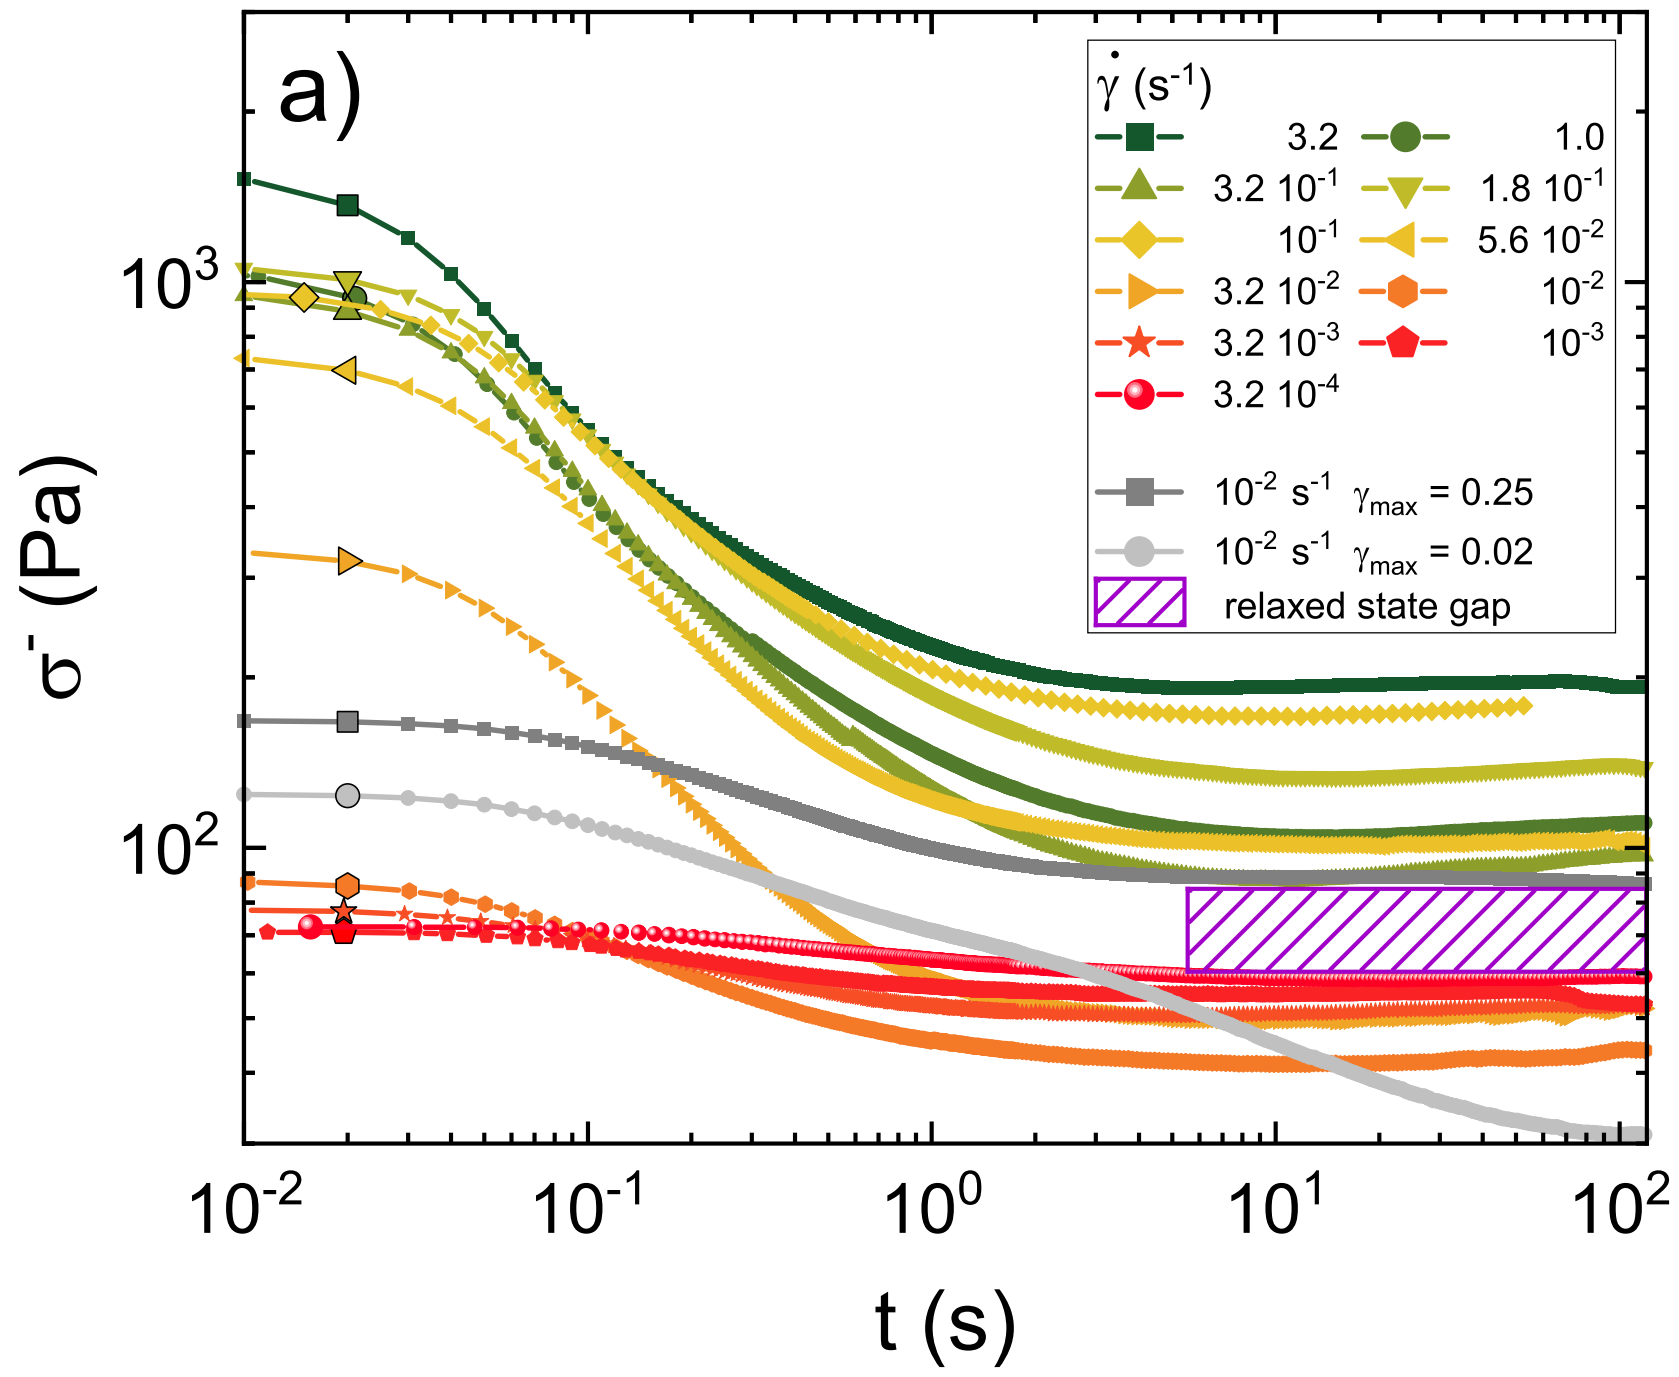 a)
γ̇ (s⁻¹)
3.2 1.0
3.2 10⁻¹ 1.8 10⁻¹
10⁻¹ 5.6 10⁻²
3.2 10⁻² 10⁻²
3.2 10⁻³ 10⁻³
3.2 10⁻⁴
10⁻² s⁻¹ γmax = 0.25
10⁻² s⁻¹ γmax = 0.02
relaxed state gap
10³
10²
σ⁻ (Pa)
10⁻² 10⁻¹ 10⁰ 10¹ 10²
t (s)